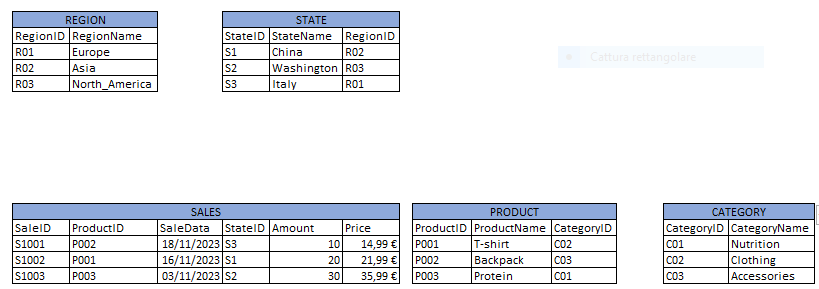 REGION
RegionID RegionName
R01 Europe
R02 Asia
R03 North_America
STATE
StateID StateName RegionID
S1 China R02
S2 Washington R03
S3 Italy R01
Cattura rettangolare
SALES
SaleID ProductID SaleData StateID Amount Price
S1001 P002 18/11/2023 S3 10 14,99 €
S1002 P001 16/11/2023 S1 20 21,99 €
S1003 P003 03/11/2023 S2 30 35,99 €
PRODUCT
ProductID ProductName CategoryID
P001 T-shirt C02
P002 Backpack C03
P003 Protein C01
CATEGORY
CategoryID CategoryName
C01 Nutrition
C02 Clothing
C03 Accessories